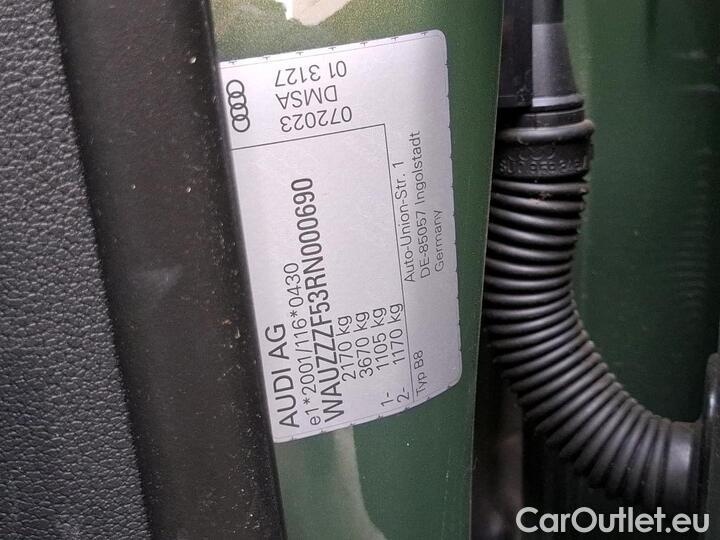 AUDI AG
e1*2001/116*0430
WAUZZZF53RN000690
2170 kg
3670 kg
1- 1105 kg
2- 1170 kg
Typ B8
Auto-Union-Str. 1
DE-85057 Ingolstadt
Germany
072023
DMSA
01 3127
CarOutlet.eu